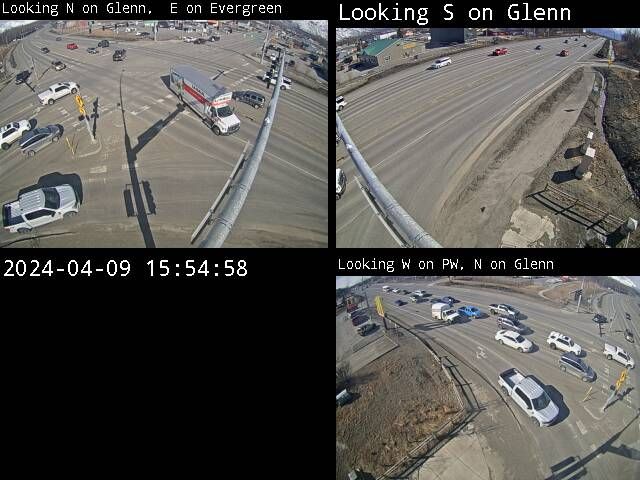 Looking N on Glenn,  E on Evergreen
Looking S on Glenn
2024-04-09 15:54:58
Looking W on PW, N on Glenn